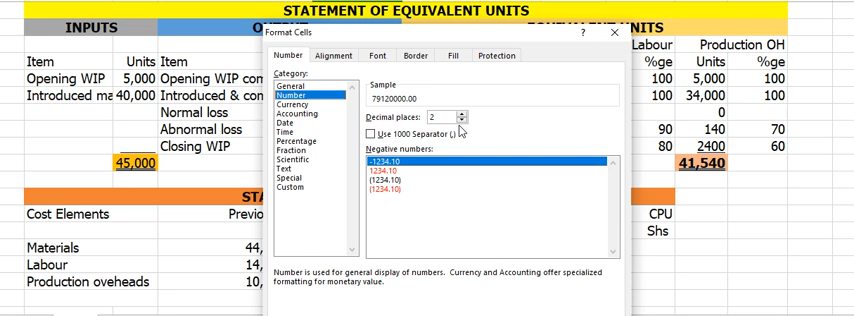 STATEMENT OF EQUIVALENT UNITS
INPUTS
NITS
Labour Production OH
Item Units Item %ge Units %ge
Opening WIP 5,000 Opening WIP com 100 5,000 100
Introduced ma 40,000 Introduced & con 100 34,000 100
Normal loss 0
Abnormal loss 90 140 70
Closing WIP 80 2400 60
45,000 41,540
STA
Cost Elements Previo CPU
Shs
Materials 44,
Labour 14,
Production oveheads 10,
Format Cells ? ×
Number Alignment Font Border Fill Protection
Category:
General
Number
Currency
Accounting
Date
Time
Percentage
Fraction
Scientific
Text
Special
Custom
Sample
79120000.00
Decimal places: 2
Use 1000 Separator (,)
Negative numbers:
-1234.10
1234.10
(1234.10)
(1234.10)
Number is used for general display of numbers. Currency and Accounting offer specialized
formatting for monetary value.